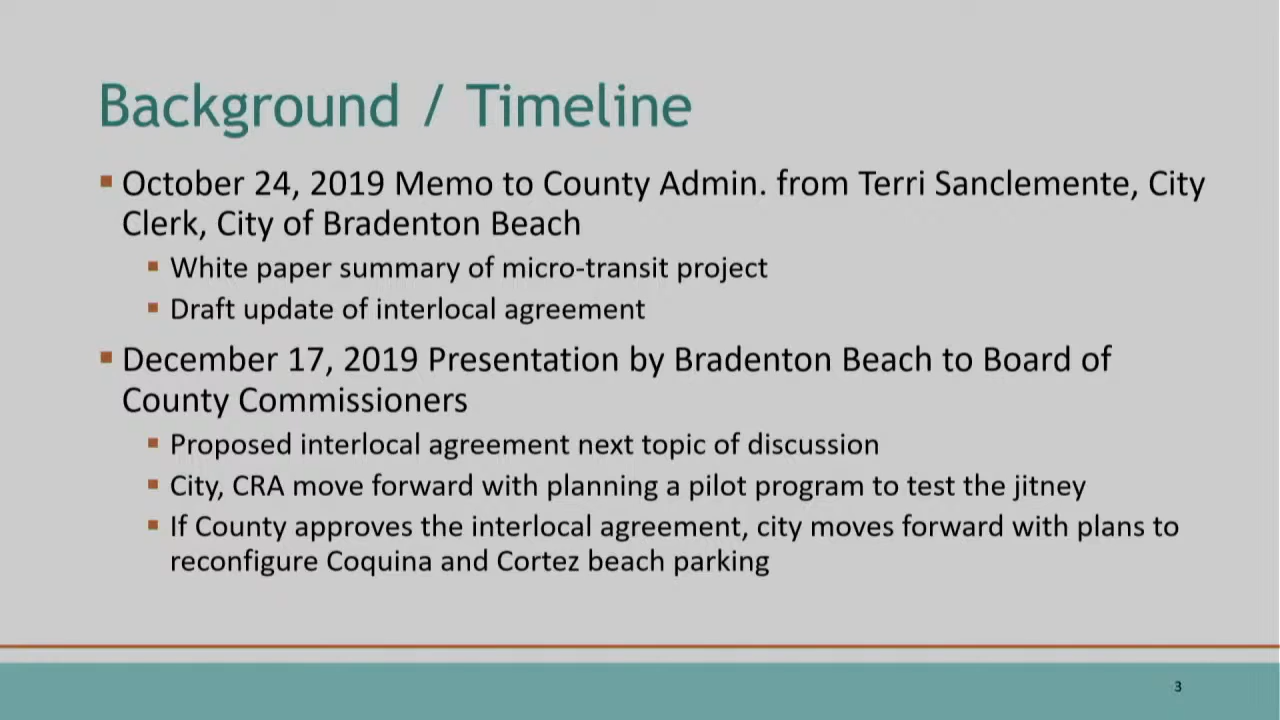 Background / Timeline
▪ October 24, 2019 Memo to County Admin. from Terri Sanclemente, City
Clerk, City of Bradenton Beach
▪ White paper summary of micro-transit project
▪ Draft update of interlocal agreement
▪ December 17, 2019 Presentation by Bradenton Beach to Board of
County Commissioners
▪ Proposed interlocal agreement next topic of discussion
▪ City, CRA move forward with planning a pilot program to test the jitney
▪ If County approves the interlocal agreement, city moves forward with plans to
reconfigure Coquina and Cortez beach parking
3